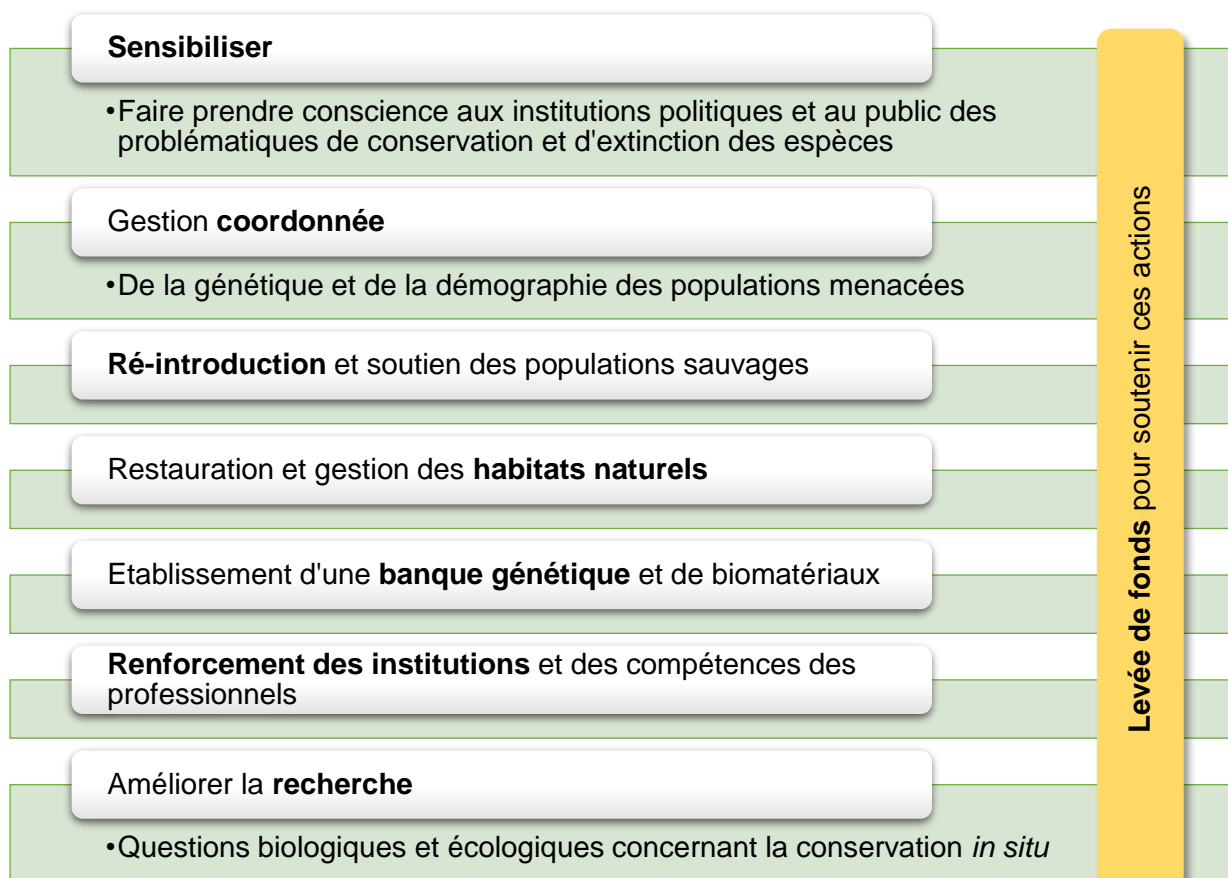 Sensibiliser
•Faire prendre conscience aux institutions politiques et au public des
problématiques de conservation et d'extinction des espèces
Gestion coordonnée
•De la génétique et de la démographie des populations menacées
Ré-introduction et soutien des populations sauvages
Restauration et gestion des habitats naturels
Etablissement d'une banque génétique et de biomatériaux
Renforcement des institutions et des compétences des
professionnels
Améliorer la recherche
•Questions biologiques et écologiques concernant la conservation in situ
Levée de fonds pour soutenir ces actions